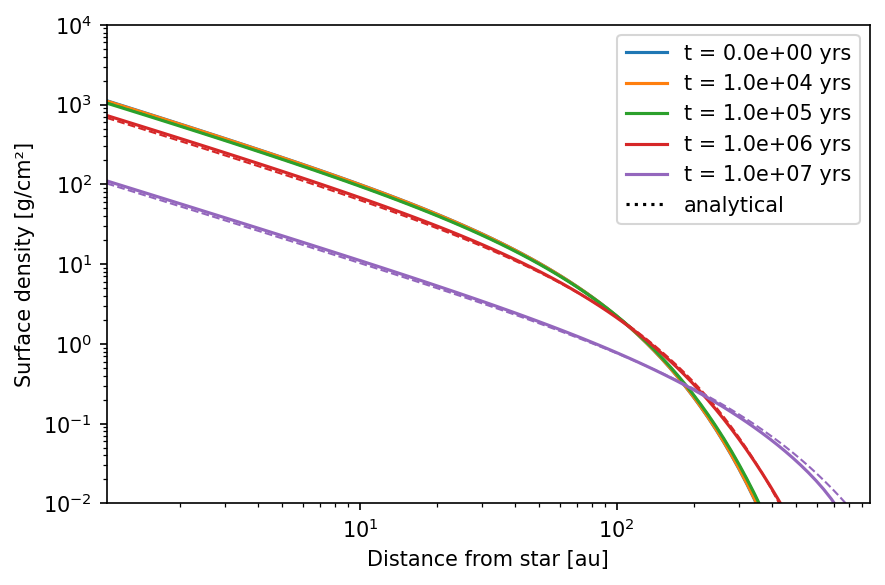 10⁴
10³
10²
10¹
10⁰
10⁻¹
10⁻²
Surface density [g/cm²]
t = 0.0e+00 yrs
t = 1.0e+04 yrs
t = 1.0e+05 yrs
t = 1.0e+06 yrs
t = 1.0e+07 yrs
analytical
10¹ 10²
Distance from star [au]